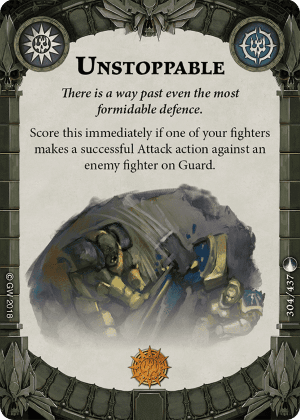 UNSTOPPABLE
There is a way past even the most
formidable defence.
Score this immediately if one of your fighters
makes a successful Attack action against an
enemy fighter on Guard.
© GW 2018
304/437